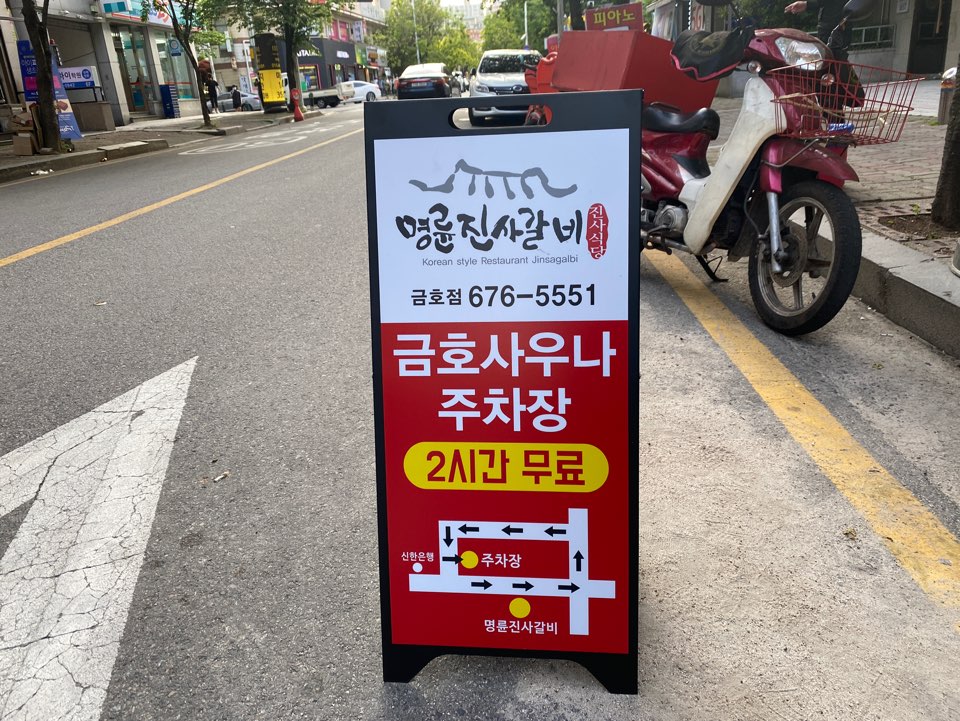 피아노
명륜진사갈비
진사식당
Korean style Restaurant Jinsagalbi
금호점 676-5551
금호사우나
주차장
2시간 무료
신한은행
주차장
명륜진사갈비